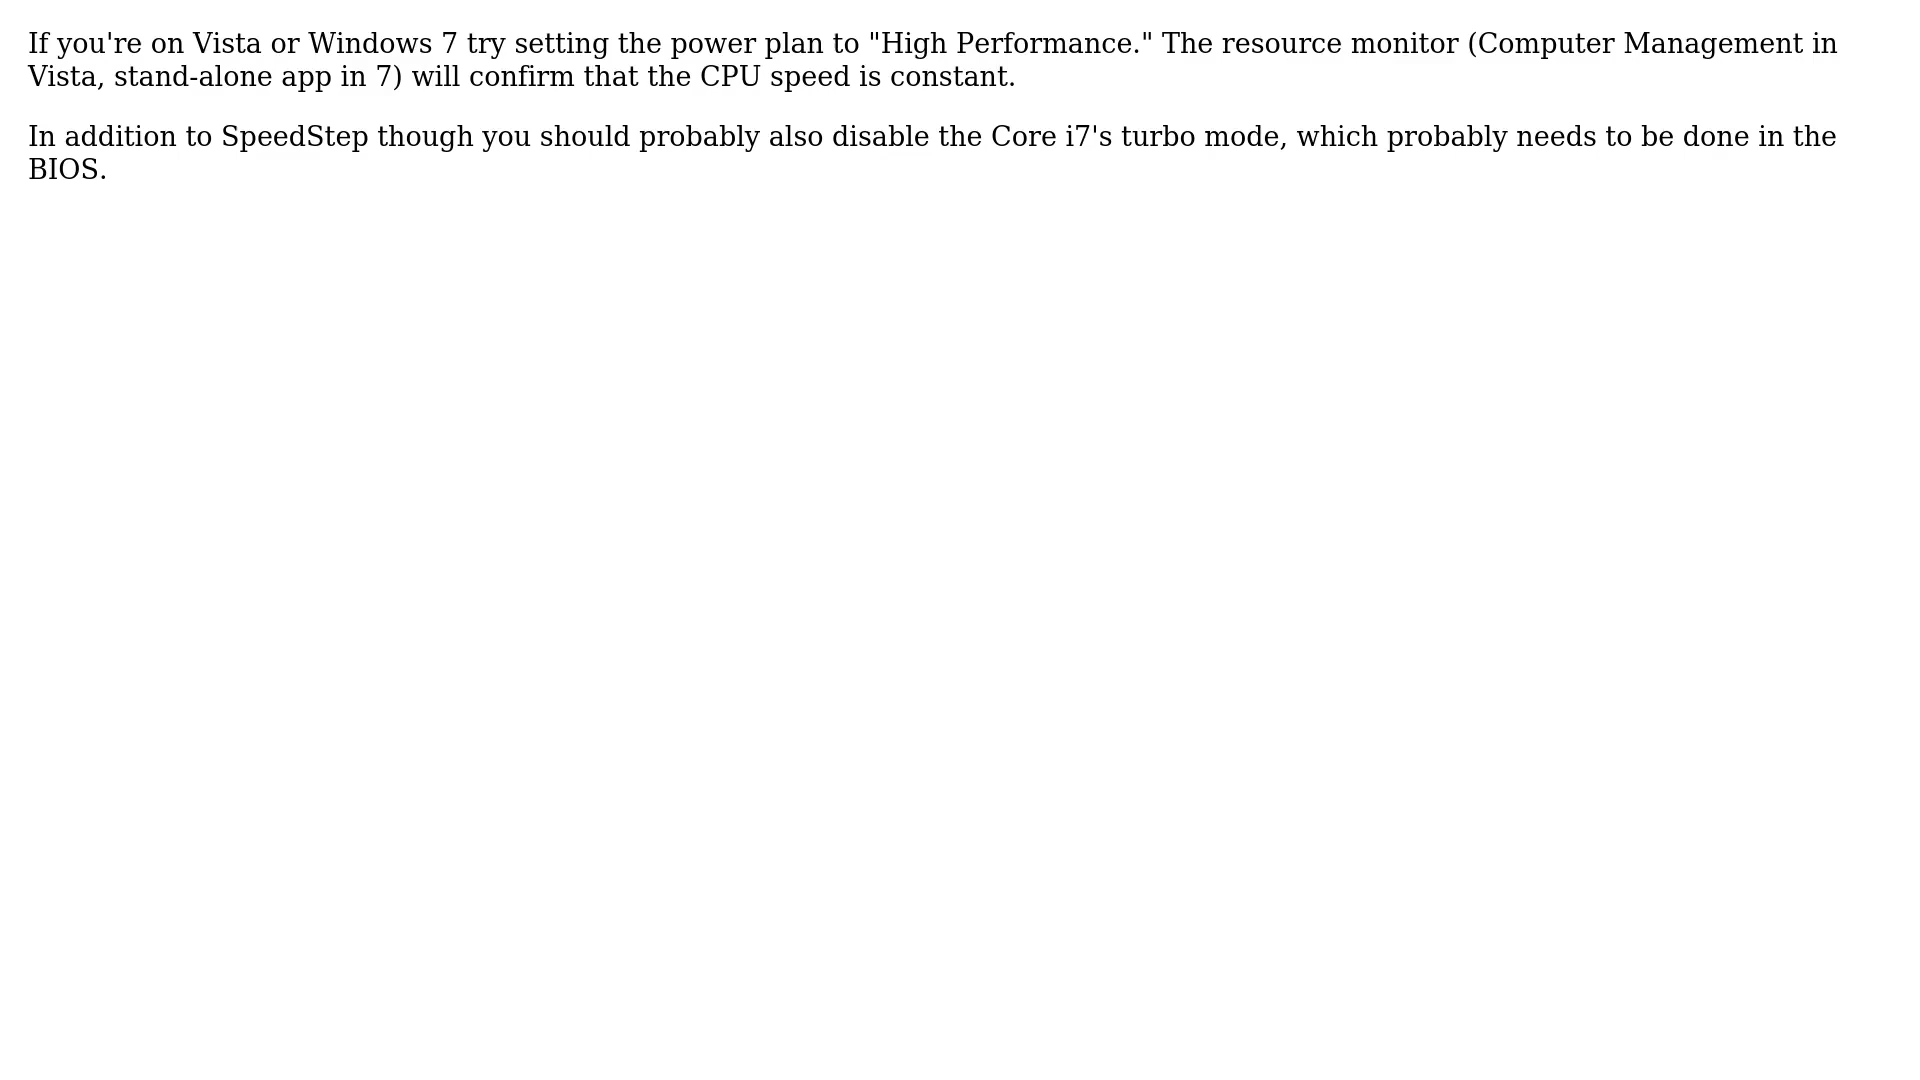 If you're on Vista or Windows 7 try setting the power plan to "High Performance." The resource monitor (Computer Management in
Vista, stand-alone app in 7) will confirm that the CPU speed is constant.
In addition to SpeedStep though you should probably also disable the Core i7's turbo mode, which probably needs to be done in the
BIOS.